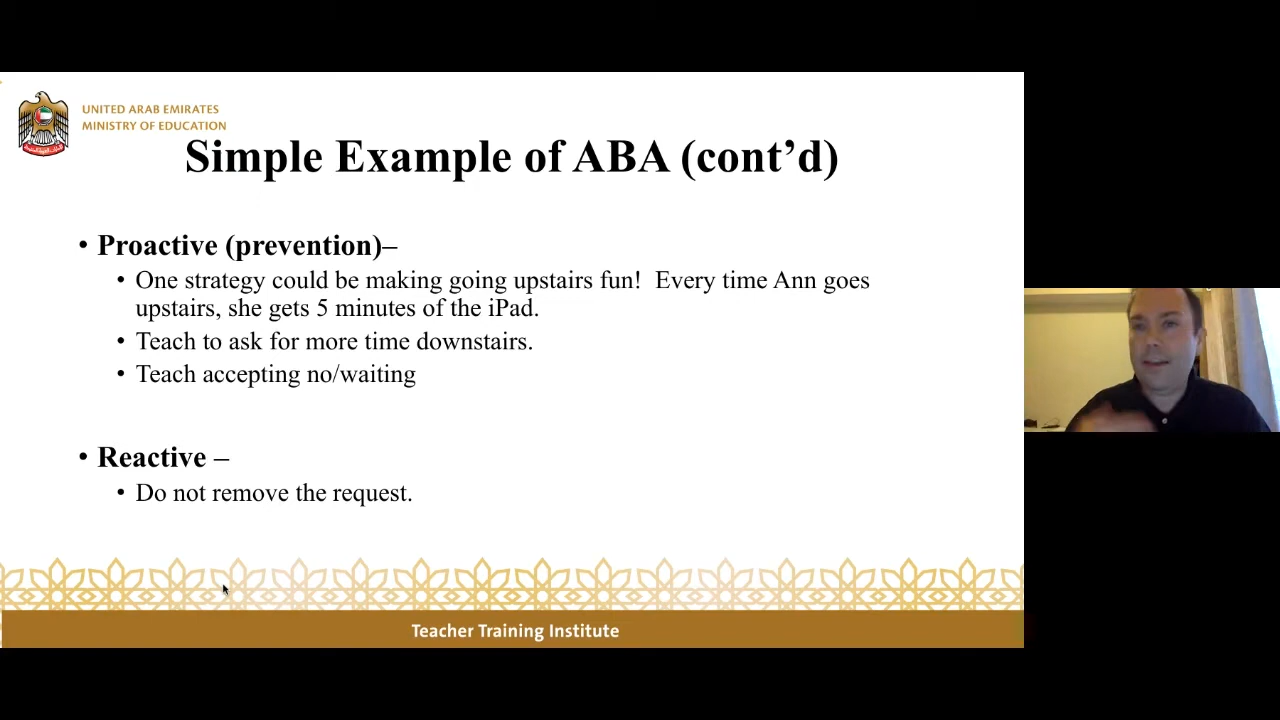 UNITED ARAB EMIRATES
MINISTRY OF EDUCATION
Simple Example of ABA (cont’d)
• Proactive (prevention)–
• One strategy could be making going upstairs fun!  Every time Ann goes
upstairs, she gets 5 minutes of the iPad.
• Teach to ask for more time downstairs.
• Teach accepting no/waiting
• Reactive –
• Do not remove the request.
Teacher Training Institute